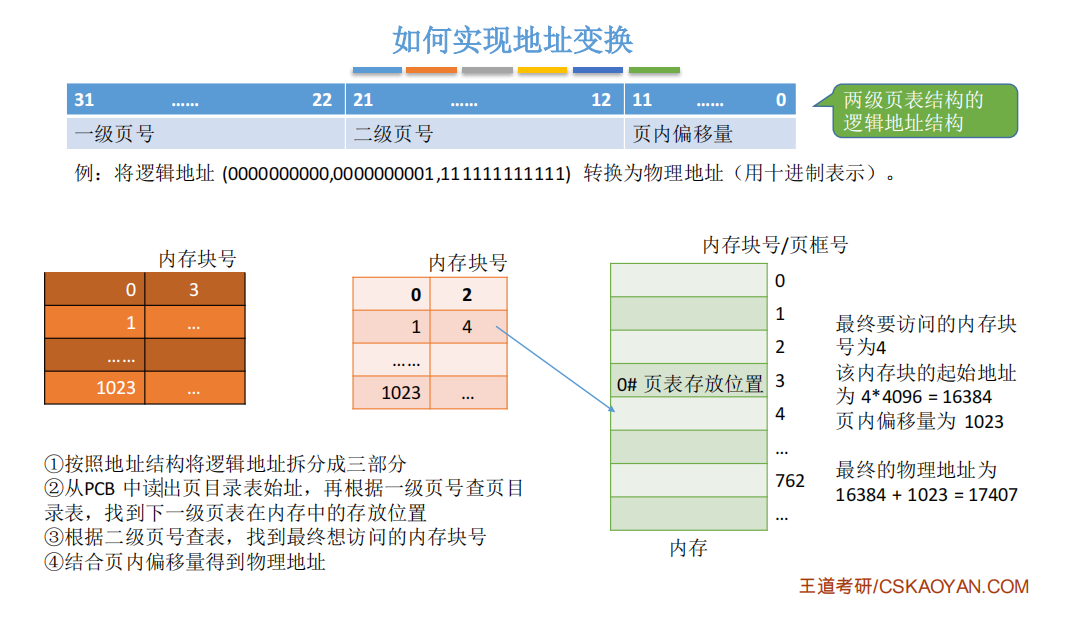 如何实现地址变换
31 …… 22 21 …… 12 11 …… 0
一级页号 二级页号 页内偏移量
两级页表结构的
逻辑地址结构
例：将逻辑地址 (0000000000,0000000001,111111111111) 转换为物理地址（用十进制表示）。
内存块号
0 3
1 …
……
1023 …
内存块号
0 2
1 4
……
1023 …
内存块号/页框号
0
1
2
0# 页表存放位置 3
4
…
762
…
内存
最终要访问的内存块
号为4
该内存块的起始地址
为 4*4096 = 16384
页内偏移量为 1023
最终的物理地址为
16384 + 1023 = 17407
①按照地址结构将逻辑地址拆分成三部分
②从PCB 中读出页目录表始址，再根据一级页号查页目
录表，找到下一级页表在内存中的存放位置
③根据二级页号查表，找到最终想访问的内存块号
④结合页内偏移量得到物理地址
王道考研/CSKAOYAN.COM